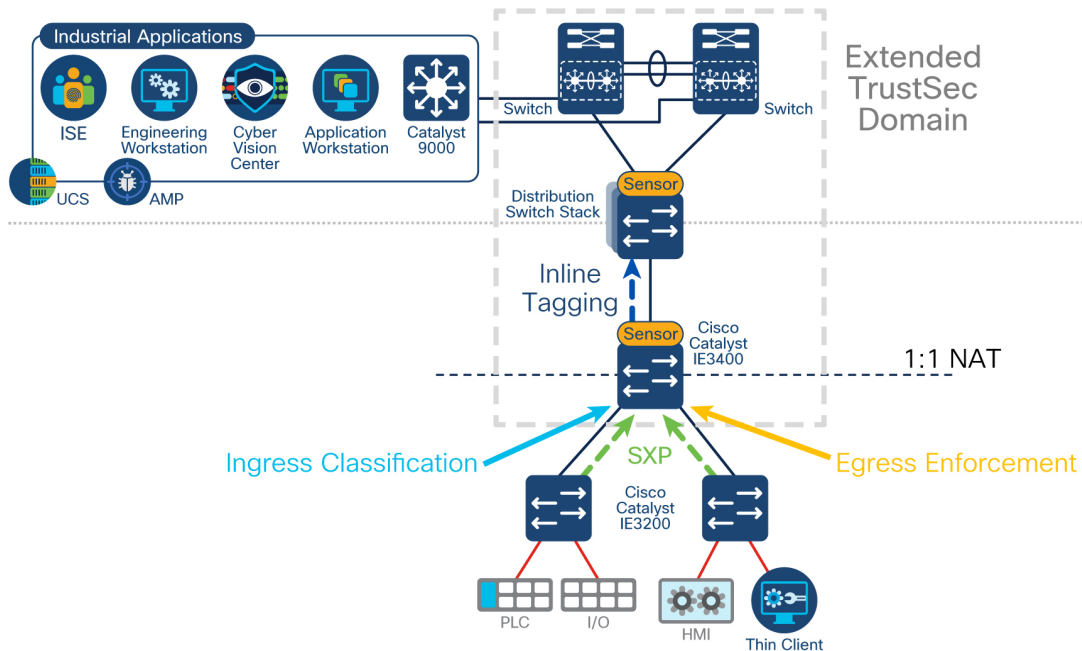 Industrial Applications
ISE
Engineering
Workstation
Cyber
Vision
Center
Application
Workstation
Catalyst
9000
UCS
AMP
Switch
Switch
Extended
TrustSec
Domain
Sensor
Distribution
Switch Stack
Inline
Tagging
Sensor
Cisco
Catalyst
IE3400
1:1 NAT
Ingress Classification
SXP
Egress Enforcement
Cisco
Catalyst
IE3200
PLC
I/O
HMI
Thin Client